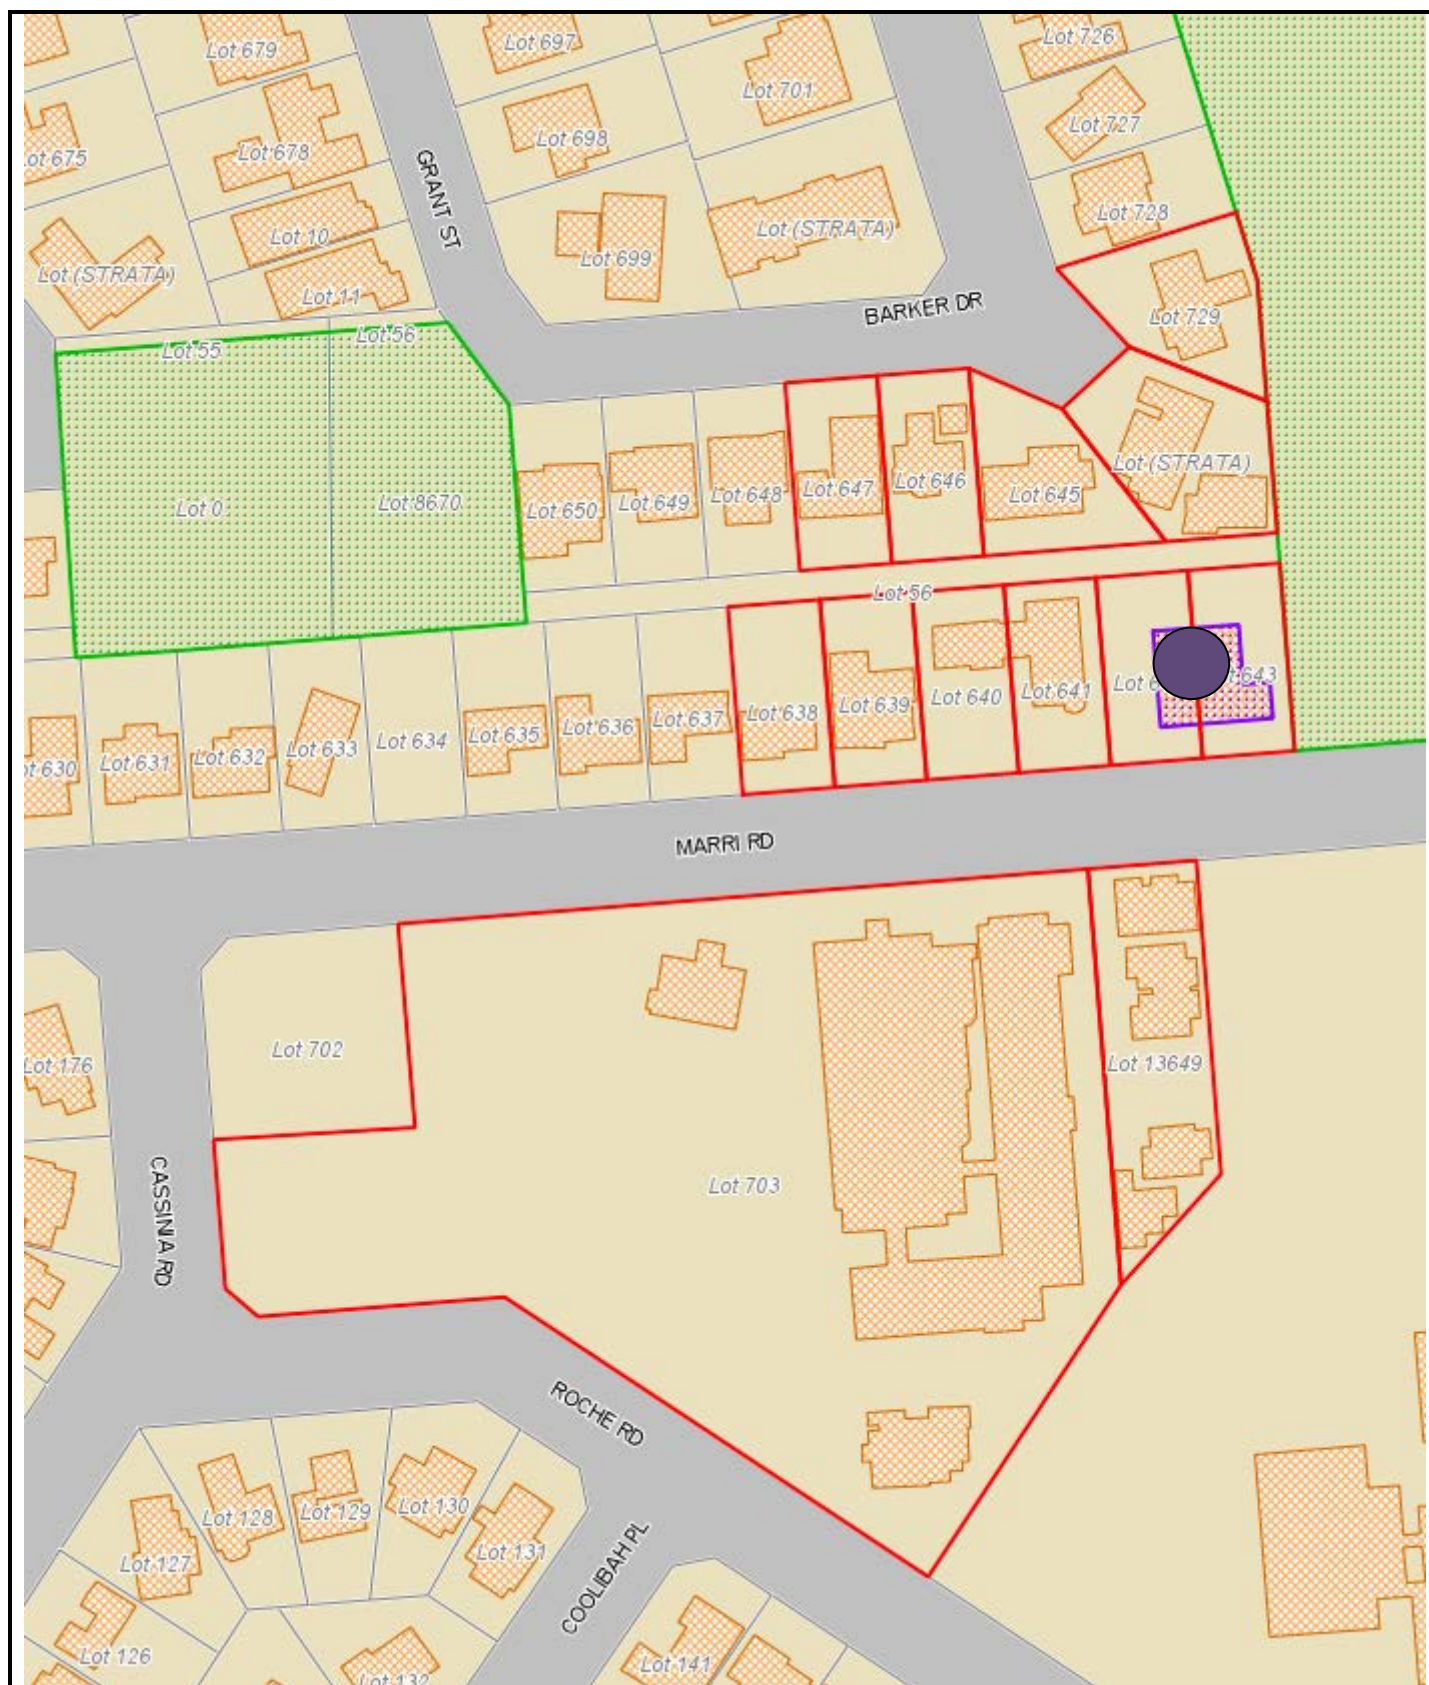 Lot 679
Lot 697
Lot 726
Lot 701
Lot 727
Lot 698
Lot 678
ot 675
GRANT ST
Lot 728
Lot (STRATA)
Lot 10
Lot 699
Lot (STRATA)
Lot 11
BARKER DR
Lot 729
Lot 56
Lot 55
Lot (STRATA)
Lot 646
Lot 647
Lot 645
Lot 648
Lot 649
Lot 8670
Lot 0
Lot 650
Lot 56
Lot 6
t 643
Lot 641
Lot 640
Lot 639
Lot 638
Lot 637
Lot 636
Lot 635
Lot 634
Lot 633
Lot 632
Lot 631
ot 630
MARRI RD
Lot 702
Lot 176
Lot 13649
Lot 703
CASSINIA RD
ROCHE RD
Lot 130
Lot 129
Lot 128
Lot 131
Lot 127
COOLIBAH PL
Lot 126
Lot 141
Lot 132